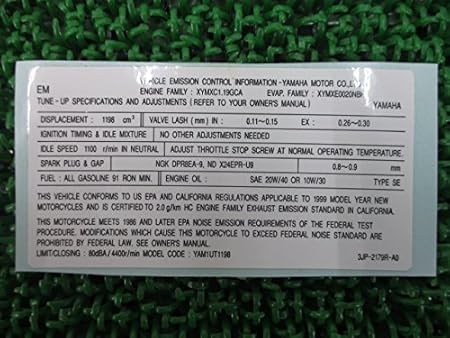 VEHICLE EMISSION CONTROL INFORMATION-YAMAHA MOTOR CO.,
EM ENGINE FAMILY : XYMXC1.19GCA EVAP. FAMILY : XYMXE0020NBH
TUNE-UP SPECIFICATIONS AND ADJUSTMENTS (REFER TO YOUR OWNER'S MANUAL) YAMAHA
DISPLACEMENT : 1198 cm³ VALVE LASH (mm) IN : 0.11~0.15 EX : 0.26~0.30
IGNITION TIMING & IDLE MIXTURE NO OTHER ADJUSTMENTS NEEDED
IDLE SPEED 1100 r/min IN NEUTRAL ADJUST THROTTLE STOP SCREW AT NORMAL OPERATING TEMPERATURE.
SPARK PLUG & GAP NGK DPR8EA-9, ND X24EPR-U9 0.8~0.9 mm
FUEL : ALL GASOLINE 91 RON MIN. ENGINE OIL : SAE 20W/40 OR 10W/30 TYPE SE
THIS VEHICLE CONFORMS TO US EPA AND CALIFORNIA REGULATIONS APPLICABLE TO 1999 MODEL YEAR NEW
MOTORCYCLES AND IS CERTIFIED TO 2.0 g/km HC ENGINE FAMILY EXHAUST EMISSION STANDARD IN CALIFORNIA.
THIS MOTORCYCLE MEETS 1986 AND LATER EPA NOISE EMISSION REQUIREMENTS OF THE FEDERAL TEST
PROCEDURE. MODIFICATIONS WHICH CAUSE THIS MOTORCYCLE TO EXCEED FEDERAL NOISE STANDARDS ARE
PROHIBITED BY FEDERAL LAW. SEE OWNER'S MANUAL.
LIMIT/CLOSING : 80dBA / 4400r/min MODEL CODE : YAM1UT1198 3JP-2179R-A0